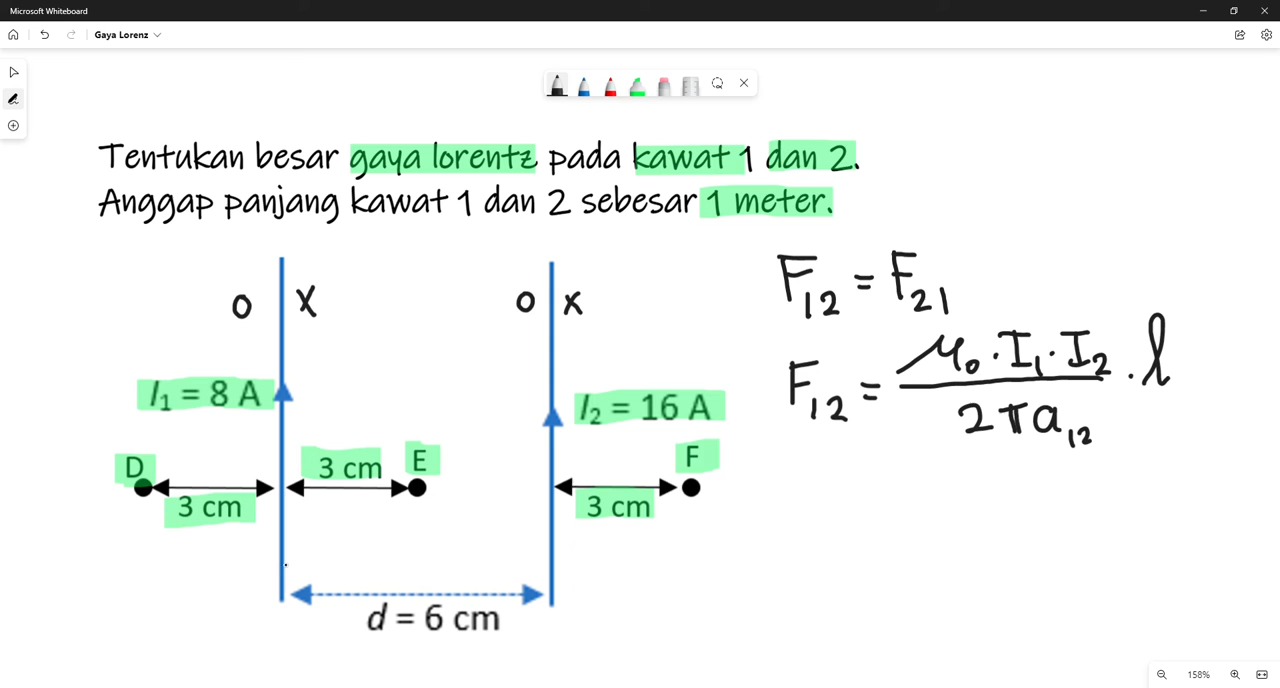 Microsoft Whiteboard
Gaya Lorenz
Tentukan besar gaya lorentz pada kawat 1 dan 2.
Anggap panjang kawat 1 dan 2 sebesar 1 meter.
O X O X
I₁ = 8 A
I₂ = 16 A
D 3 cm E F
3 cm 3 cm
d = 6 cm
F₁₂ = F₂₁
F₁₂ = μ₀ · I₁ · I₂ / 2πa₁₂ · l
158%